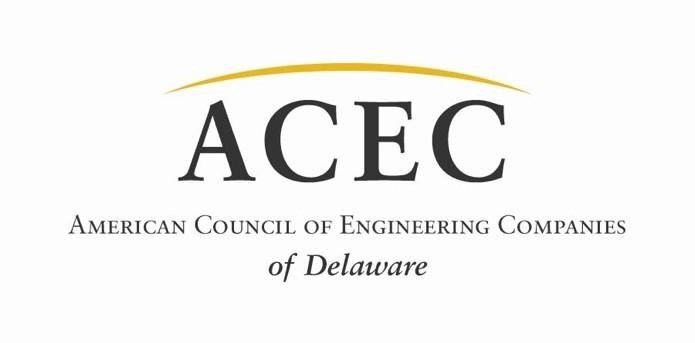 ACEC
American Council of Engineering Companies
of Delaware